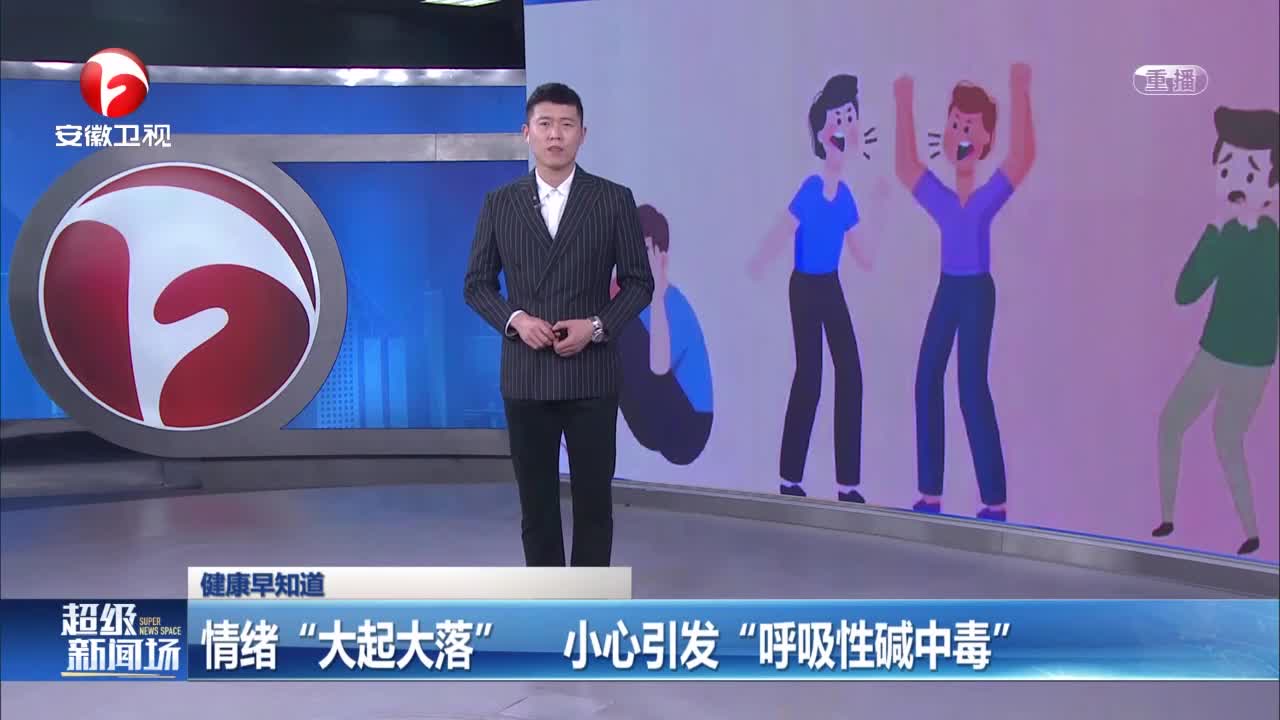 安徽卫视
重播
健康早知道
超级
新闻场
SUPER
NEWS SPACE
情绪“大起大落” 小心引发“呼吸性碱中毒”